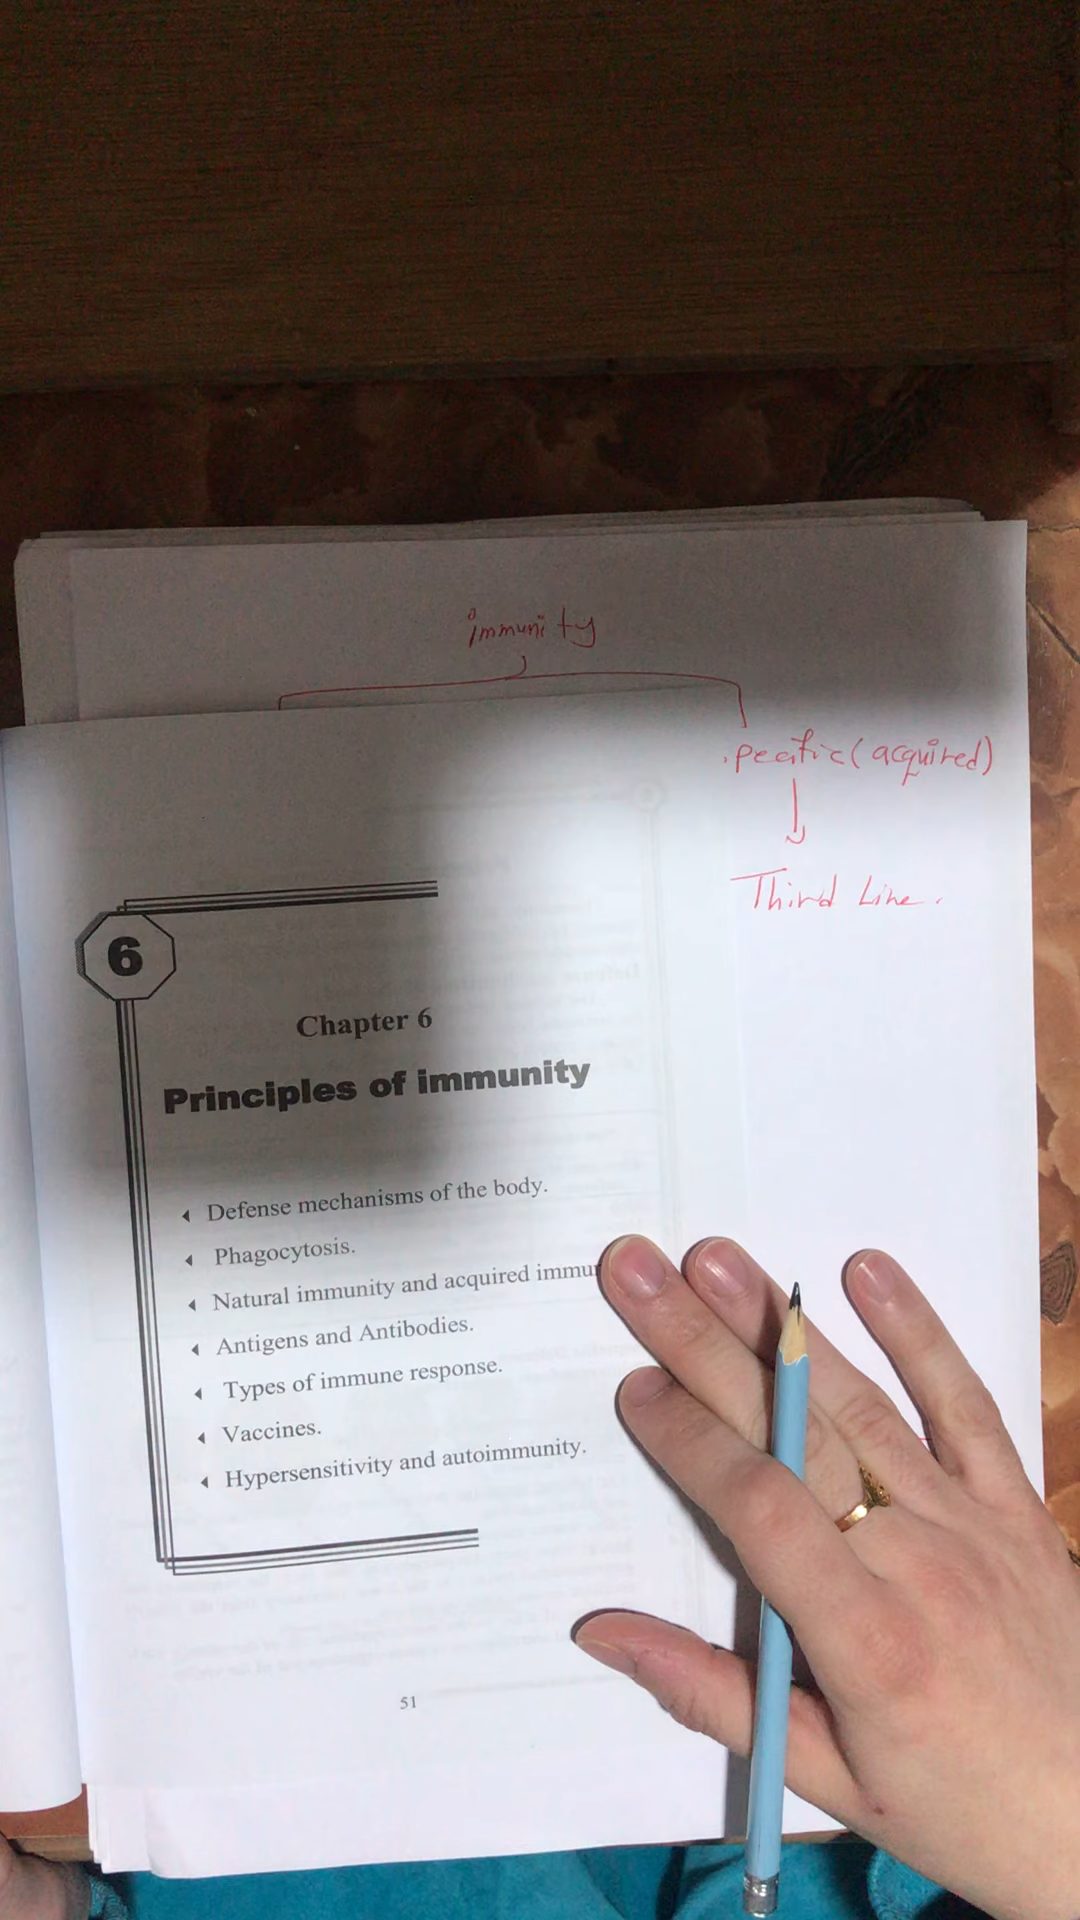 immunity
pecific (acquired)
Third Line.
6
Chapter 6
Principles of immunity
Defense mechanisms of the body.
Phagocytosis.
Natural immunity and acquired immu
Antigens and Antibodies.
Types of immune response.
Vaccines.
Hypersensitivity and autoimmunity.
51